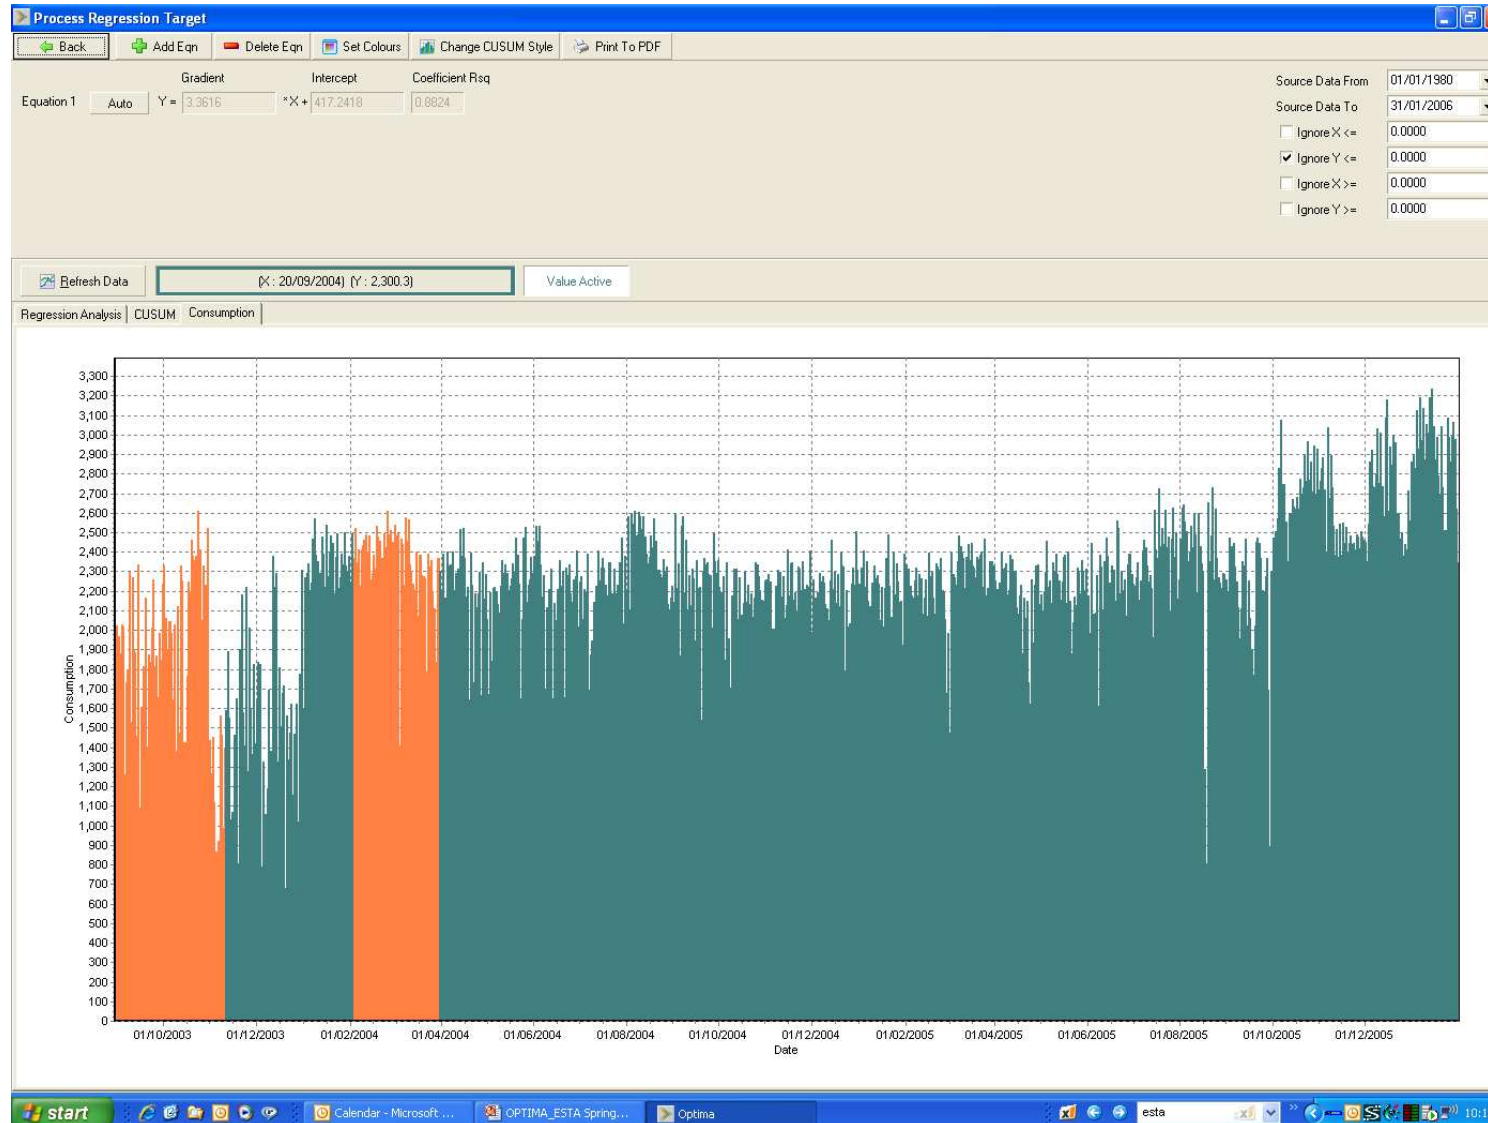 Process Regression Target
Back Add Eqn Delete Eqn Set Colours Change CUSUM Style Print To PDF
Gradient Intercept Coefficient Rsq
Equation 1 Auto Y = 3.3616 *X + 417.2418 0.8824
Source Data From 01/01/1980
Source Data To 31/01/2006
Ignore X <= 0.0000
Ignore Y <= 0.0000
Ignore X >= 0.0000
Ignore Y >= 0.0000
Refresh Data (X : 20/09/2004) (Y : 2,300.3) Value Active
Regression Analysis CUSUM Consumption
3,300
3,200
3,100
3,000
2,900
2,800
2,700
2,600
2,500
2,400
2,300
2,200
2,100
2,000
1,900
1,800
1,700
1,600
1,500
1,400
1,300
1,200
1,100
1,000
900
800
700
600
500
400
300
200
100
0
Consumption
01/10/2003 01/12/2003 01/02/2004 01/04/2004 01/06/2004 01/08/2004 01/10/2004 01/12/2004 01/02/2005 01/04/2005 01/06/2005 01/08/2005 01/10/2005 01/12/2005
Date
start Calendar - Microsoft ... OPTIMA_ESTA Spring... Optima esta 10:1